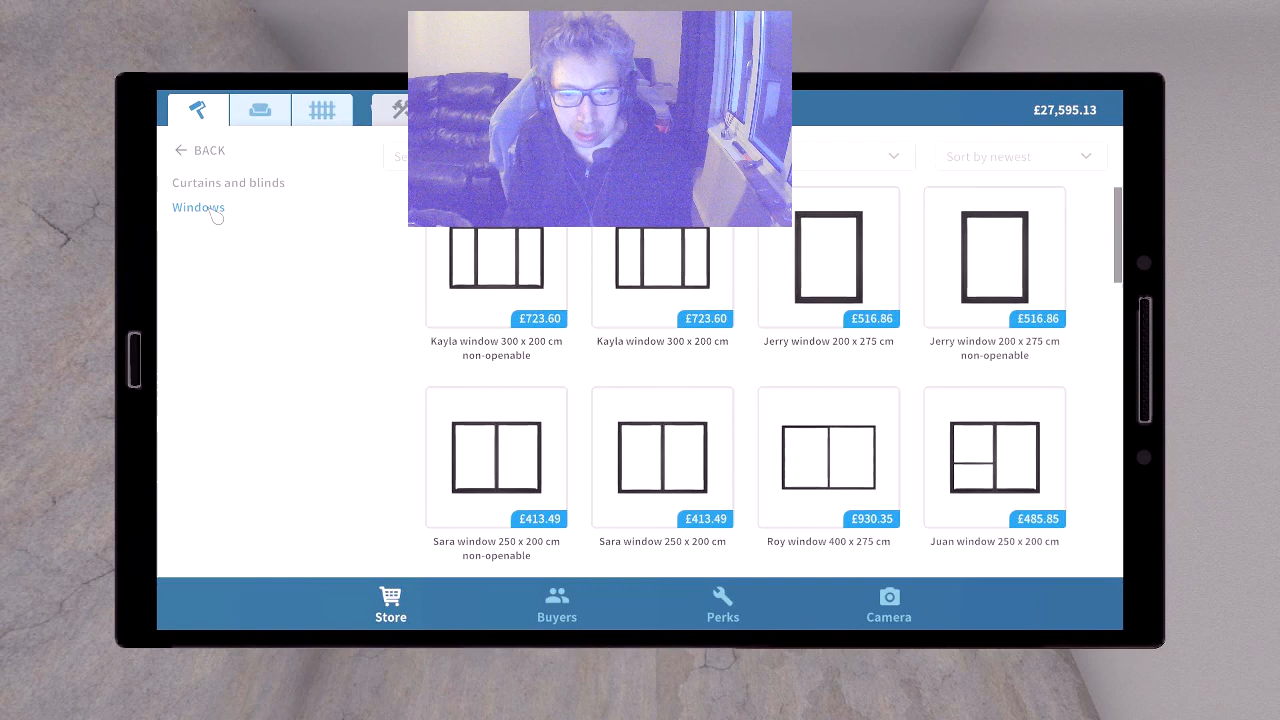 £27,595.13
BACK
Se
Sort by newest
Curtains and blinds
Windows
£723.60
£723.60
£516.86
£516.86
Kayla window 300 x 200 cm
non-openable
Kayla window 300 x 200 cm
Jerry window 200 x 275 cm
Jerry window 200 x 275 cm
non-openable
£413.49
£413.49
£930.35
£485.85
Sara window 250 x 200 cm
non-openable
Sara window 250 x 200 cm
Roy window 400 x 275 cm
Juan window 250 x 200 cm
Store
Buyers
Perks
Camera